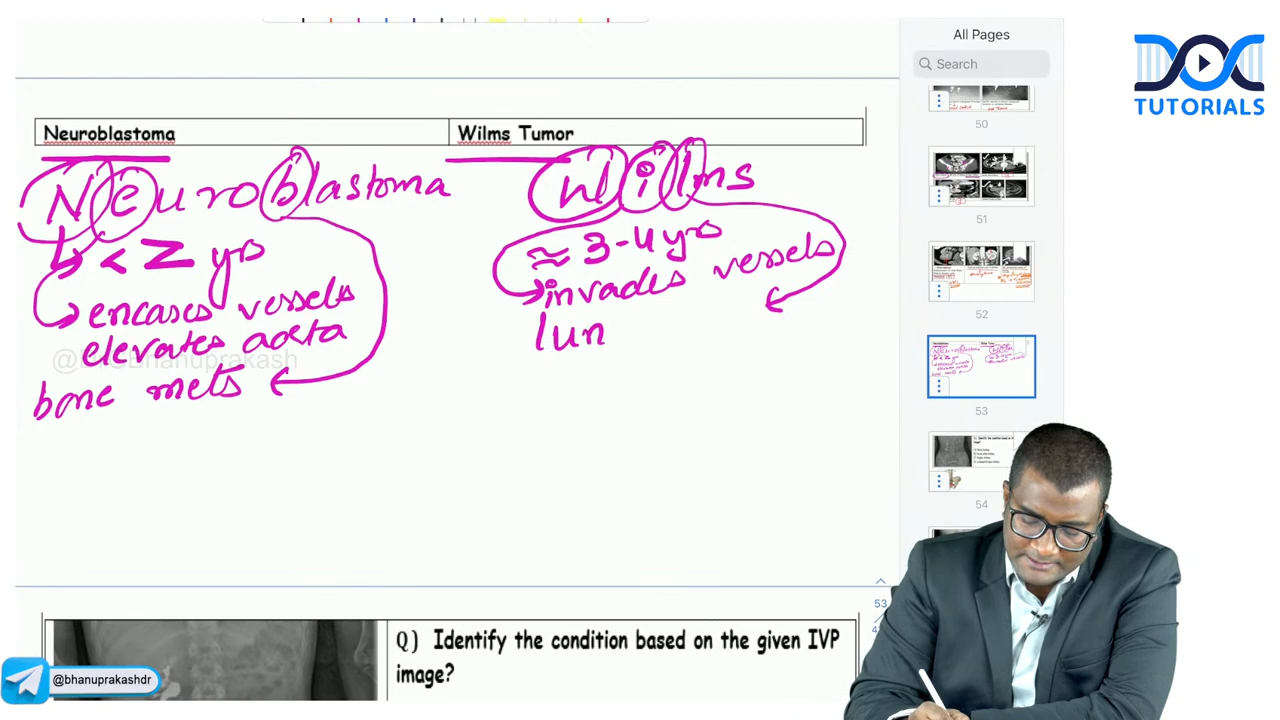 All Pages
Search
DOC
TUTORIALS
50
Neuroblastoma
Wilms Tumor
Neuroblastoma
< 2 yrs
encases vessels
elevates aorta
bone mets
Wilms
≈ 3-4 yrs
invades vessels
lun
51
52
53
54
53
Q) Identify the condition based on the given IVP
image?
@bhanuprakashdr